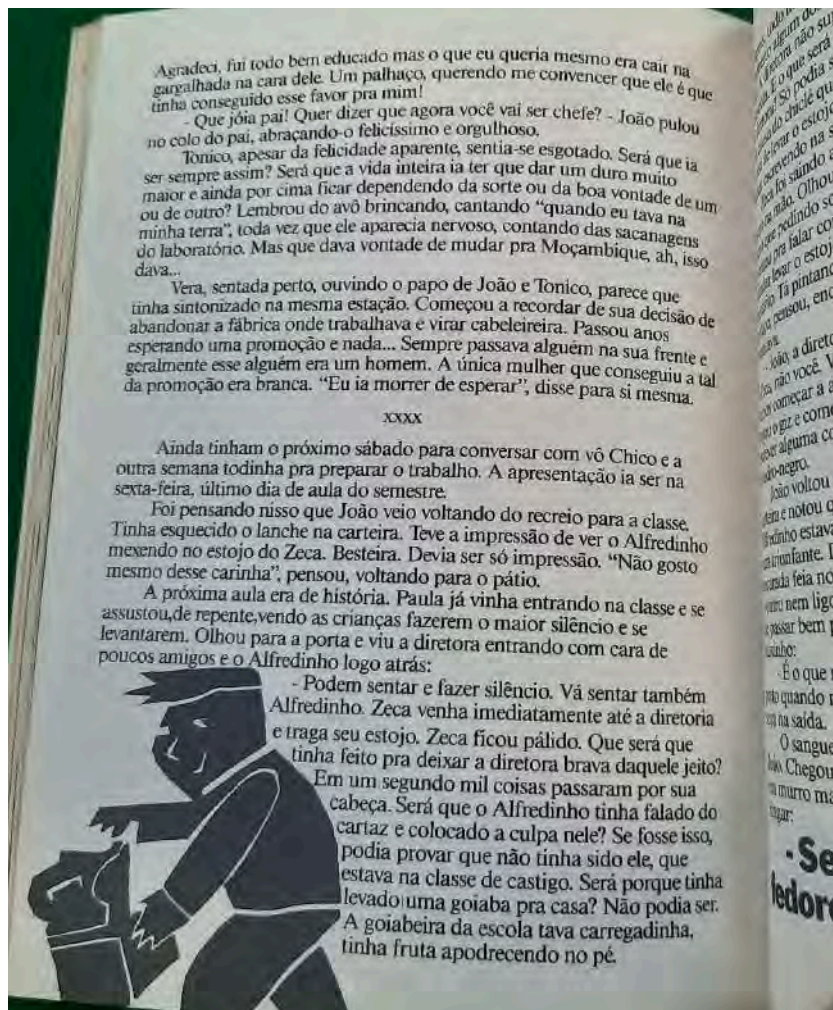 Agradeci, fui todo bem educado mas o que eu queria mesmo era cair na
gargalhada na cara dele. Um palhaço, querendo me convencer que ele é que
tinha conseguido esse favor pra mim!
- Que jóia pai! Quer dizer que agora você vai ser chefe? - João pulou
no colo do pai, abraçando-o felicíssimo e orgulhoso.
Tonico, apesar da felicidade aparente, sentia-se esgotado. Será que ia
ser sempre assim? Será que a vida inteira ia ter que dar um duro muito
maior e ainda por cima ficar dependendo da sorte ou da boa vontade de um
ou de outro? Lembrou do avô brincando, cantando “quando eu tava na
minha terra”, toda vez que ele aparecia nervoso, contando das sacanagens
do laboratório. Mas que dava vontade de mudar pra Moçambique, ah, isso
dava...
Vera, sentada perto, ouvindo o papo de João e Tonico, parece que
tinha sintonizado na mesma estação. Começou a recordar de sua decisão de
abandonar a fábrica onde trabalhava e virar cabeleireira. Passou anos
esperando uma promoção e nada... Sempre passava alguém na sua frente e
geralmente esse alguém era um homem. A única mulher que conseguiu a tal
da promoção era branca. “Eu ia morrer de esperar”, disse para si mesma.
xxxx
Ainda tinham o próximo sábado para conversar com vô Chico e a
outra semana todinha pra preparar o trabalho. A apresentação ia ser na
sexta-feira, último dia de aula do semestre.
Foi pensando nisso que João veio voltando do recreio para a classe.
Tinha esquecido o lanche na carteira. Teve a impressão de ver o Alfredinho
mexendo no estojo do Zeca. Besteira. Devia ser só impressão. “Não gosto
mesmo desse carinha”, pensou, voltando para o pátio.
A próxima aula era de história. Paula já vinha entrando na classe e se
assustou,de repente,vendo as crianças fazerem o maior silêncio e se
levantarem. Olhou para a porta e viu a diretora entrando com cara de
poucos amigos e o Alfredinho logo atrás:
- Podem sentar e fazer silêncio. Vá sentar também
Alfredinho. Zeca venha imediatamente até a diretoria
e traga seu estojo. Zeca ficou pálido. Que será que
tinha feito pra deixar a diretora brava daquele jeito?
Em um segundo mil coisas passaram por sua
cabeça. Será que o Alfredinho tinha falado do
cartaz e colocado a culpa nele? Se fosse isso,
podia provar que não tinha sido ele, que
estava na classe de castigo. Será porque tinha
levado uma goiaba pra casa? Não podia ser.
A goiabeira da escola tava carregadinha,
tinha fruta apodrecendo no pé.